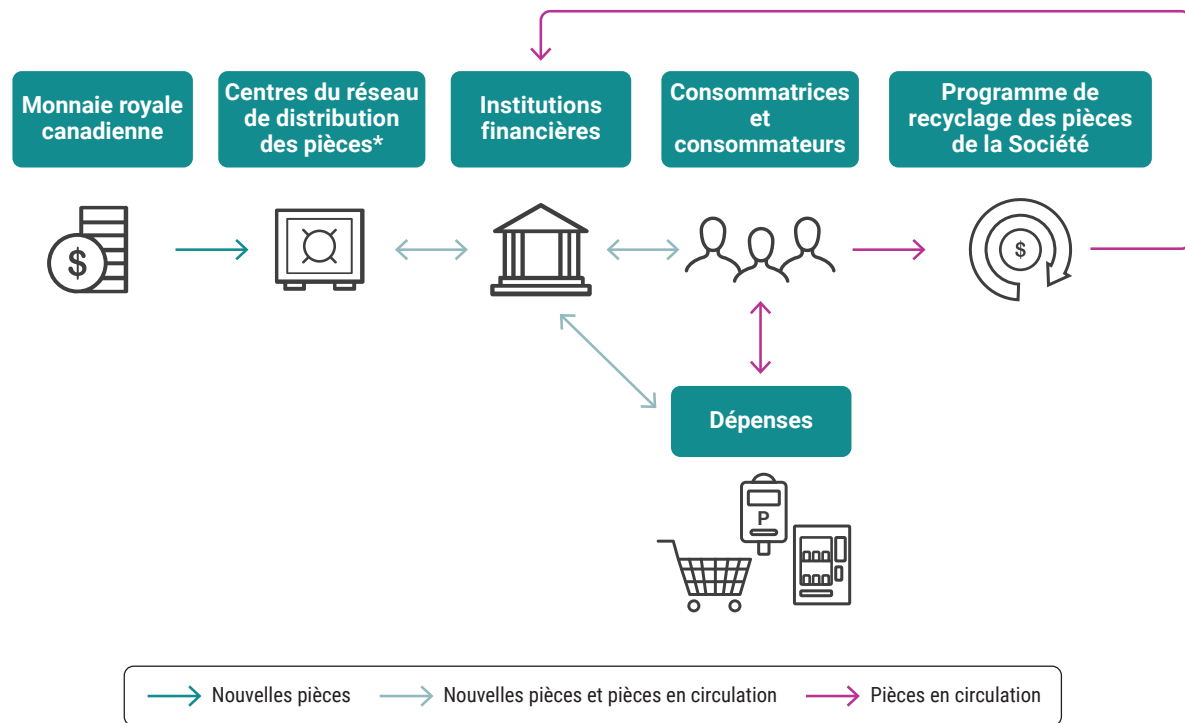 Monnaie royale
canadienne
Centres du réseau
de distribution
des pièces*
Institutions
financières
Consommatrices
et
consommateurs
Programme de
recyclage des pièces
de la Société
$
$
Dépenses
P
Nouvelles pièces
Nouvelles pièces et pièces en circulation
Pièces en circulation